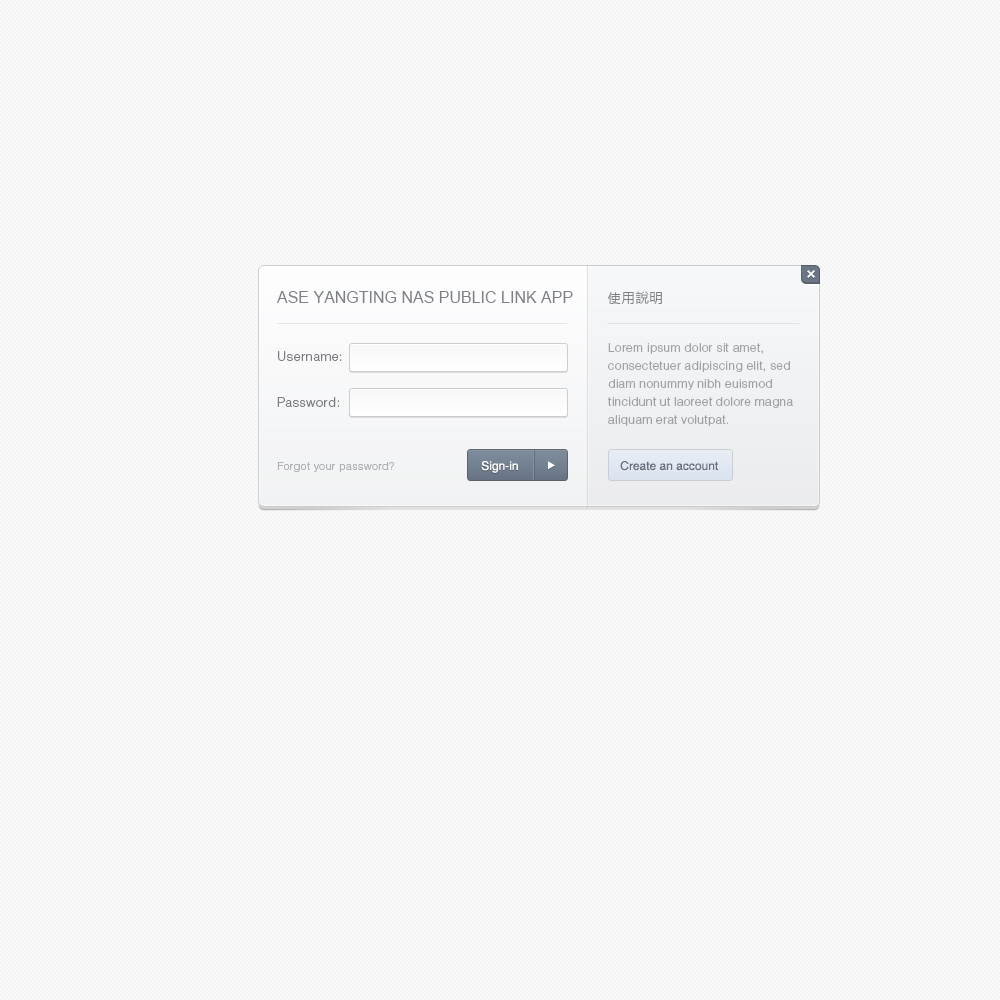 ASE YANGTING NAS PUBLIC LINK APP
Username:
Password:
Forgot your password?
Sign-in
使用說明
Lorem ipsum dolor sit amet,
consectetuer adipiscing elit, sed
diam nonummy nibh euismod
tincidunt ut laoreet dolore magna
aliquam erat volutpat.
Create an account